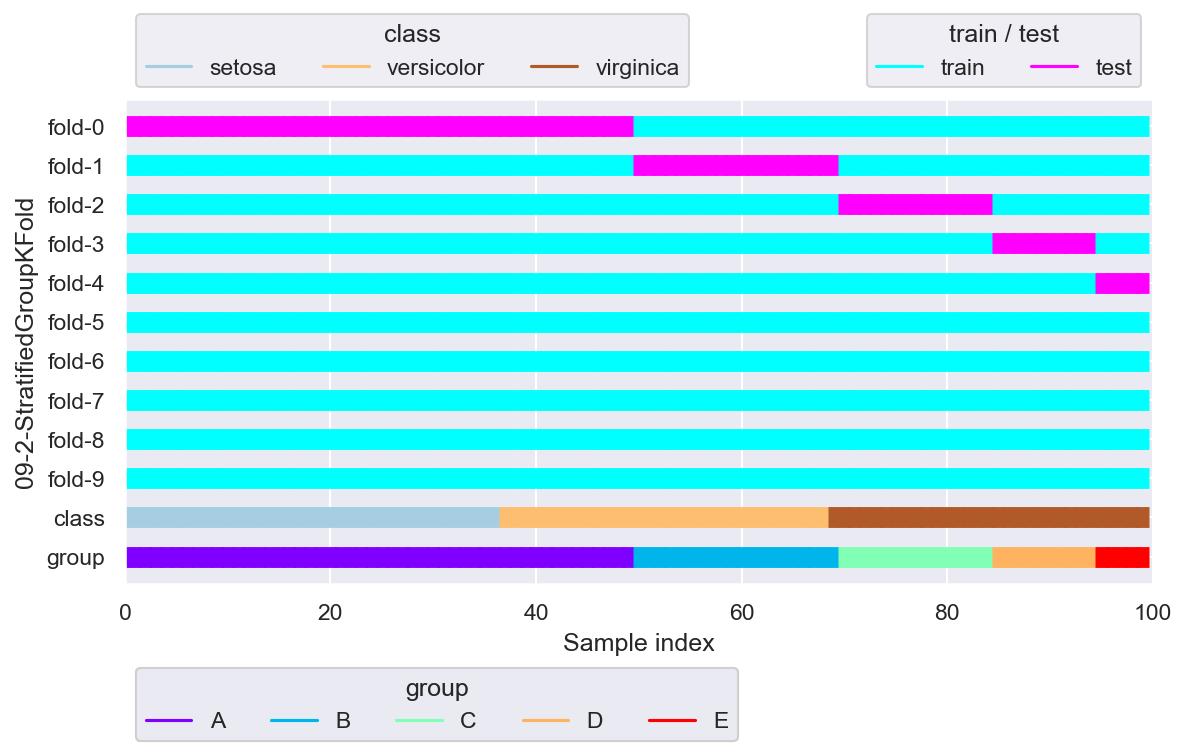 class
setosa versicolor virginica
train / test
train test
09-2-StratifiedGroupKFold
fold-0
fold-1
fold-2
fold-3
fold-4
fold-5
fold-6
fold-7
fold-8
fold-9
class
group
0 20 40 60 80 100
Sample index
group
A B C D E